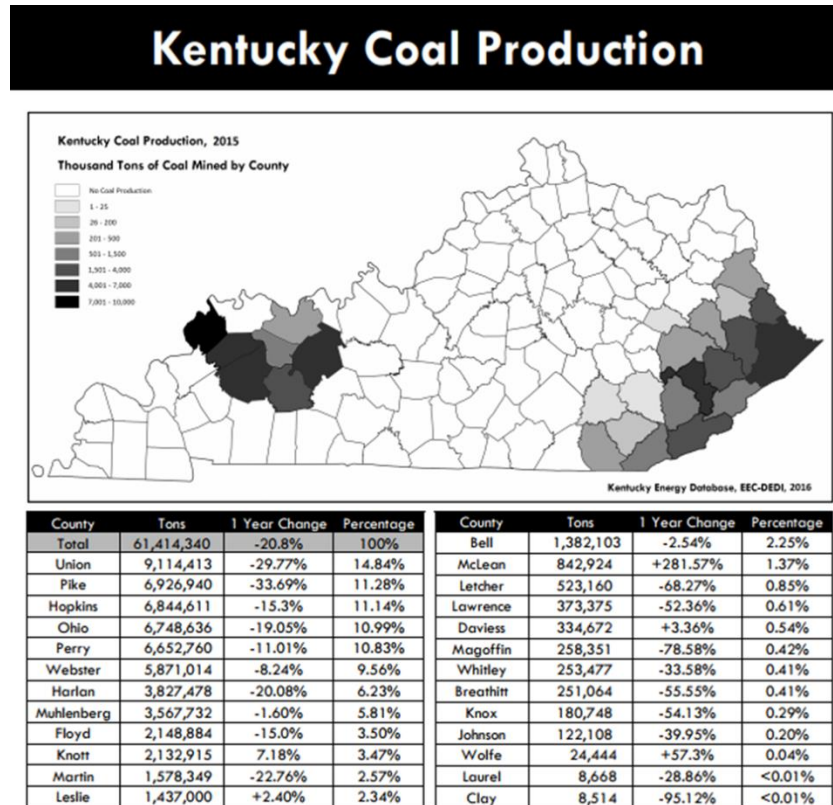 Kentucky Coal Production
Kentucky Coal Production, 2015
Thousand Tons of Coal Mined by County
No Coal Production
1 - 25
26 - 200
201 - 500
501 - 1,500
1,501 - 4,000
4,001 - 7,000
7,001 - 10,000
Kentucky Energy Database, EEC-DEDI, 2016
County Tons 1 Year Change Percentage
Total 61,414,340 -20.8% 100%
Union 9,114,413 -29.77% 14.84%
Pike 6,926,940 -33.69% 11.28%
Hopkins 6,844,611 -15.3% 11.14%
Ohio 6,748,636 -19.05% 10.99%
Perry 6,652,760 -11.01% 10.83%
Webster 5,871,014 -8.24% 9.56%
Harlan 3,827,478 -20.08% 6.23%
Muhlenberg 3,567,732 -1.60% 5.81%
Floyd 2,148,884 -15.0% 3.50%
Knott 2,132,915 7.18% 3.47%
Martin 1,578,349 -22.76% 2.57%
Leslie 1,437,000 +2.40% 2.34%
County Tons 1 Year Change Percentage
Bell 1,382,103 -2.54% 2.25%
McLean 842,924 +281.57% 1.37%
Letcher 523,160 -68.27% 0.85%
Lawrence 373,375 -52.36% 0.61%
Daviess 334,672 +3.36% 0.54%
Magoffin 258,351 -78.58% 0.42%
Whitley 253,477 -33.58% 0.41%
Breathitt 251,064 -55.55% 0.41%
Knox 180,748 -54.13% 0.29%
Johnson 122,108 -39.95% 0.20%
Wolfe 24,444 +57.3% 0.04%
Laurel 8,668 -28.86% <0.01%
Clay 8,514 -95.12% <0.01%